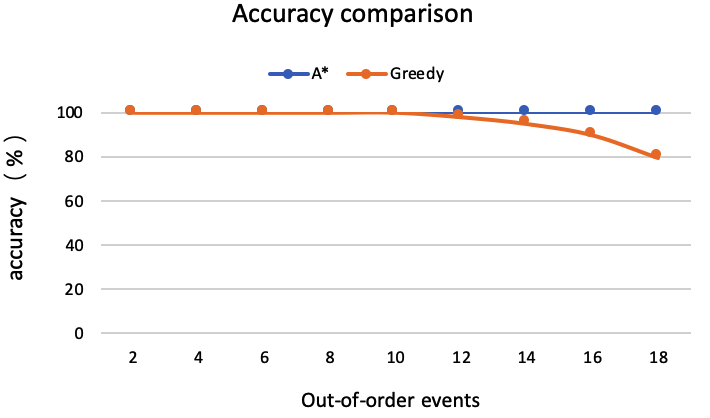 Accuracy comparison
A* Greedy
accuracy （%）
100
80
60
40
20
0
2 4 6 8 10 12 14 16 18
Out-of-order events